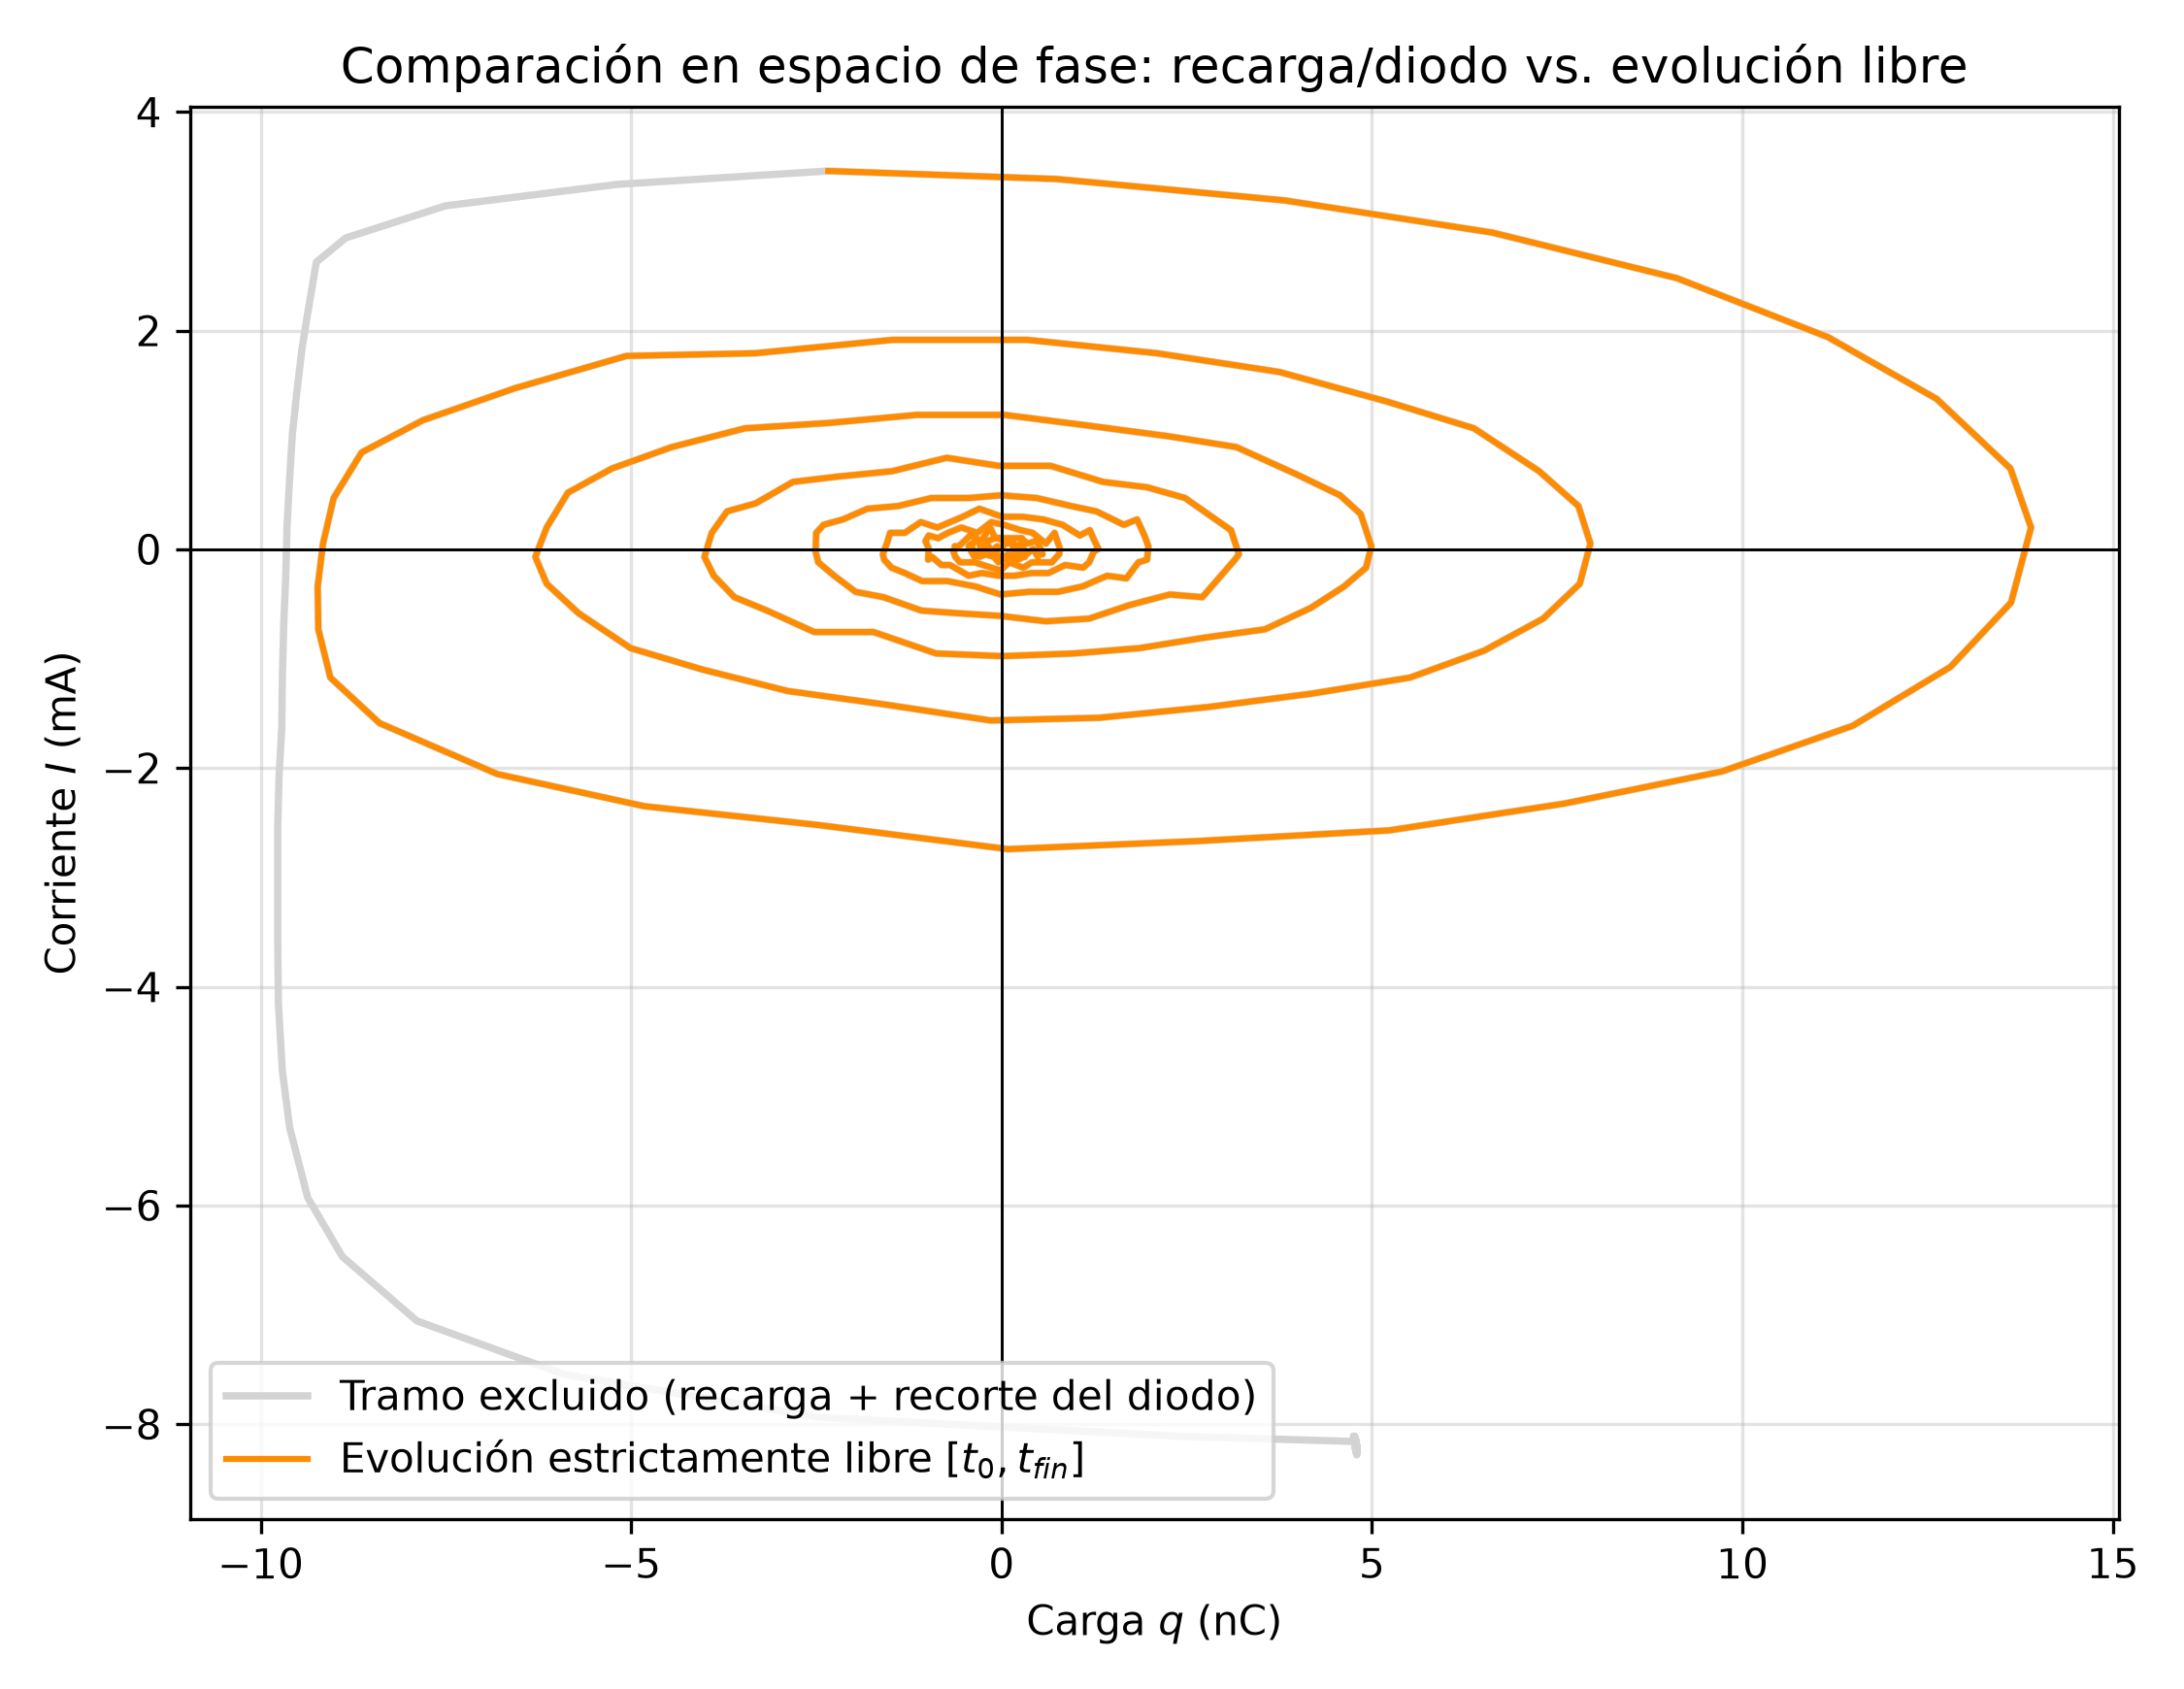 Comparación en espacio de fase: recarga/diodo vs. evolución libre
4
2
0
−2
−4
−6
−8
Corriente I (mA)
Tramo excluido (recarga + recorte del diodo)
Evolución estrictamente libre [t₀, t_fin]
−10
−5
0
5
10
15
Carga q (nC)